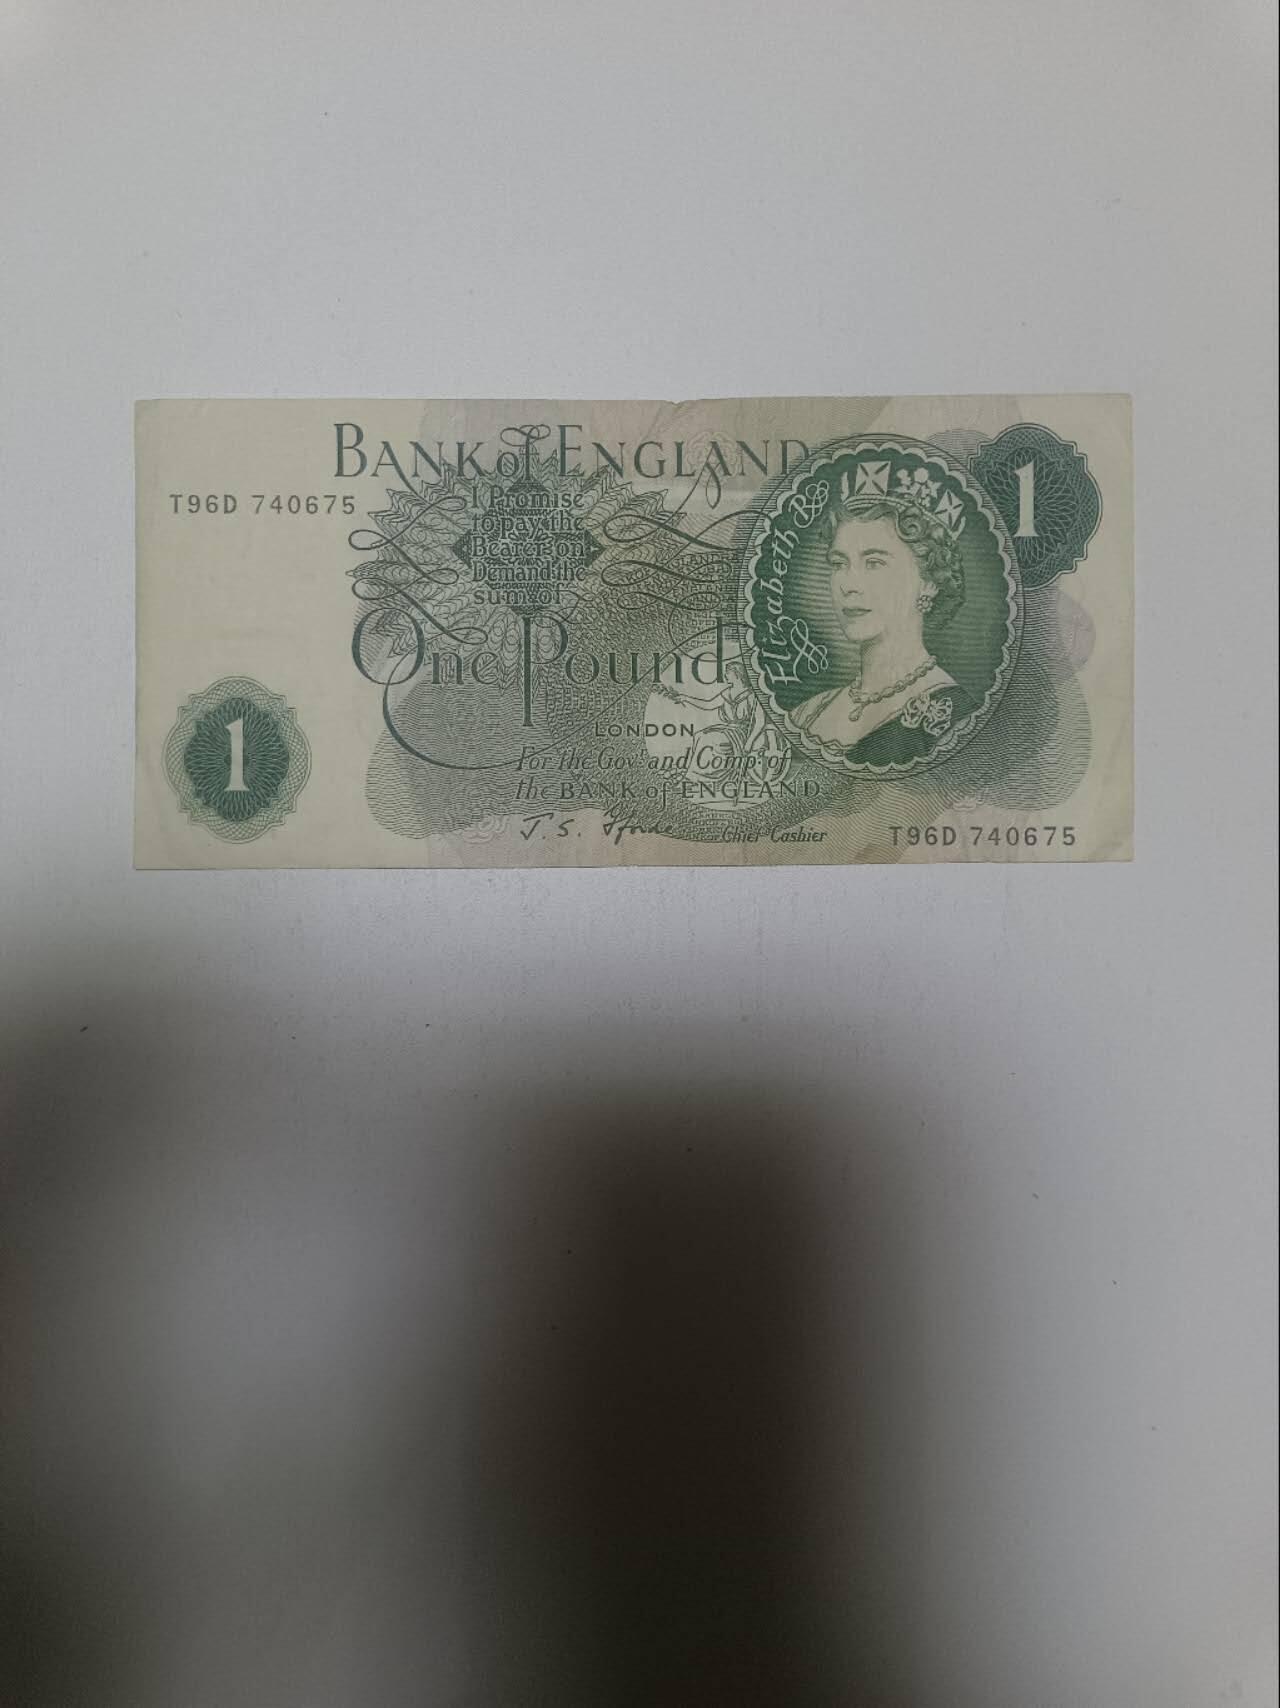 BANK of ENGLAND
1
T96D 740675
I Promise
to pay the
Bearer on
Demand the
sum of
Elizabeth R
One Pound
1
LONDON
For the Govr. and Compa. of
the BANK of ENGLAND
J. S. Fforde
Chief Cashier
T96D 740675